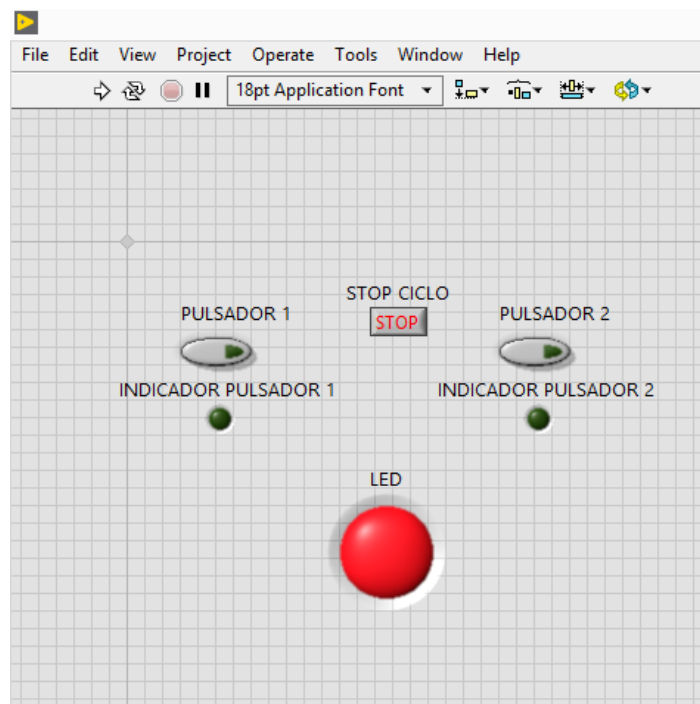 File Edit View Project Operate Tools Window Help
18pt Application Font
STOP CICLO
PULSADOR 1
STOP
PULSADOR 2
INDICADOR PULSADOR 1
INDICADOR PULSADOR 2
LED